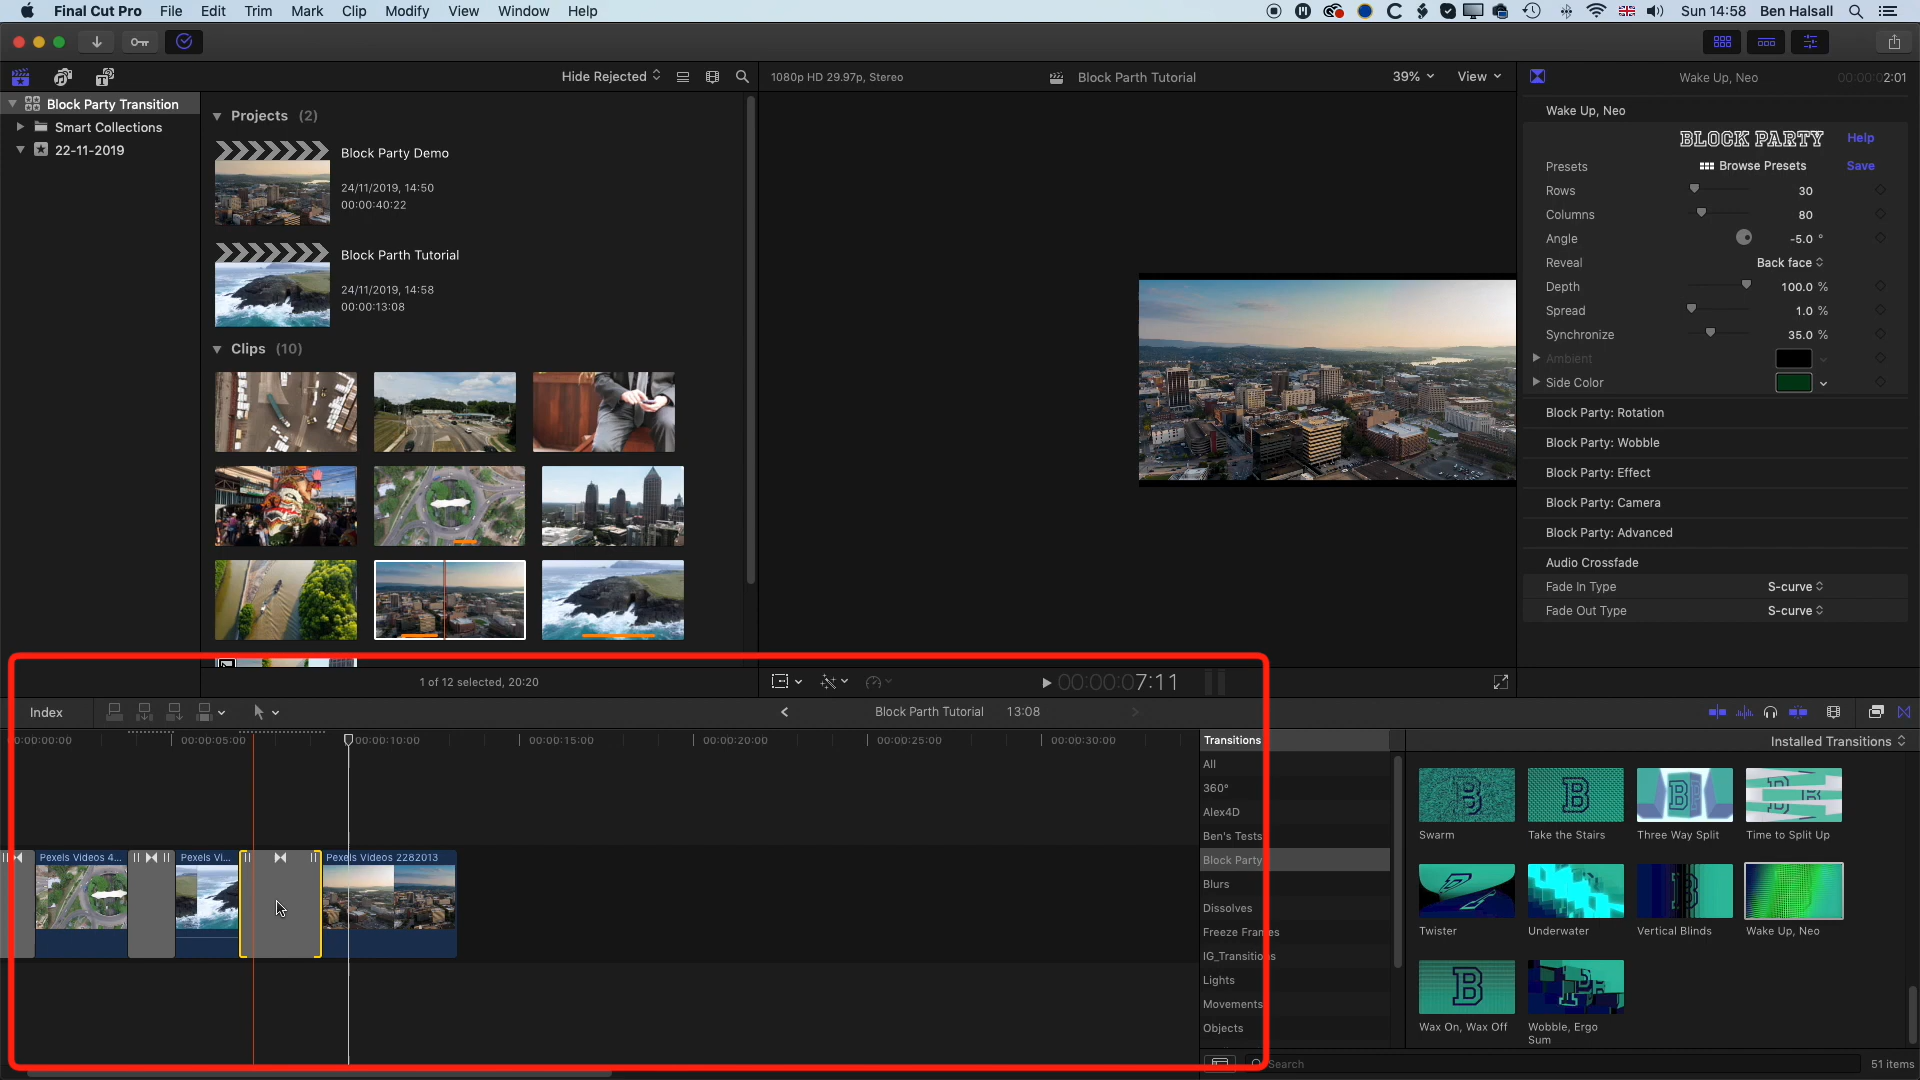 Final Cut Pro File Edit Trim Mark Clip Modify View Window Help
Sun 14:58 Ben Halsall
Hide Rejected
1080p HD 29.97p, Stereo
Block Parth Tutorial
39%
View
Wake Up, Neo
00:00:02:01
Block Party Transition
Smart Collections
22-11-2019
Projects (2)
Block Party Demo
24/11/2019, 14:50
00:00:40:22
Block Parth Tutorial
24/11/2019, 14:58
00:00:13:08
Clips (10)
1 of 12 selected, 20:20
00:00:07:11
Wake Up, Neo
BLOCK PARTY
Help
Presets
Browse Presets
Save
Rows
30
Columns
80
Angle
-5.0 °
Reveal
Back face
Depth
100.0 %
Spread
1.0 %
Synchronize
35.0 %
Ambient
Side Color
Block Party: Rotation
Block Party: Wobble
Block Party: Effect
Block Party: Camera
Block Party: Advanced
Audio Crossfade
Fade In Type
S-curve
Fade Out Type
S-curve
Index
Block Parth Tutorial
13:08
00:00:00:00
00:00:05:00
00:00:10:00
00:00:15:00
00:00:20:00
00:00:25:00
00:00:30:00
Pexels Videos 4...
Pexels Vi...
Pexels Videos 2282013
Transitions
All
360°
Alex4D
Ben's Tests
Block Party
Blurs
Dissolves
Freeze Frames
IG_Transitions
Lights
Movements
Objects
Installed Transitions
Swarm
Take the Stairs
Three Way Split
Time to Split Up
Twister
Underwater
Vertical Blinds
Wake Up, Neo
Wax On, Wax Off
Wobble, Ergo
Sum
Search
51 items